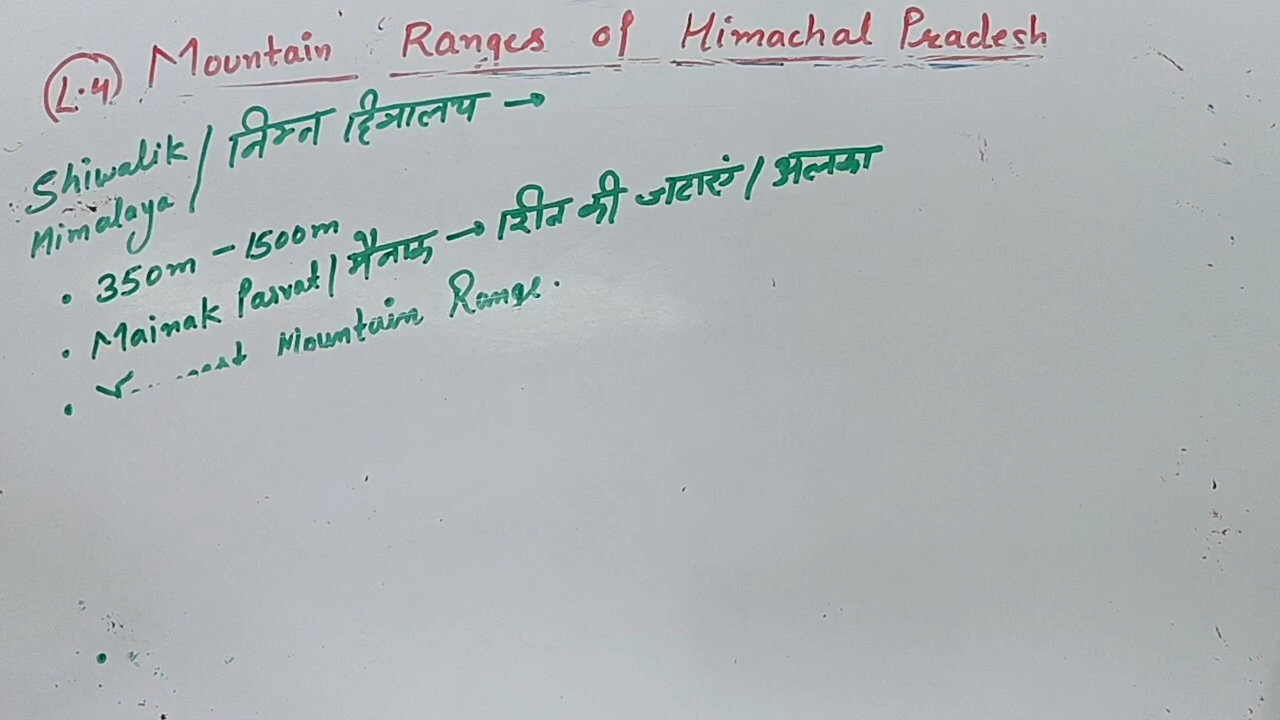 L.4 Mountain Ranges of Himachal Pradesh
Shiwalik / निम्न हिमालय →
Himalaya
• 350m - 1500m
• Mainak Parvat / मैनाक → शिव की जटाएं / अलका
• Mountain Range.